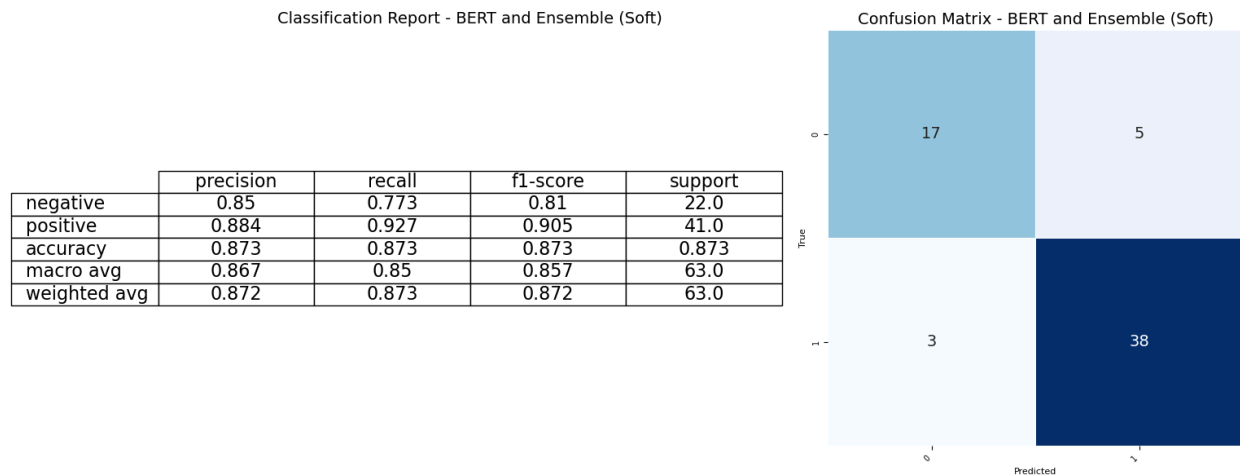 Classification Report - BERT and Ensemble (Soft)
precision recall f1-score support
negative 0.85 0.773 0.81 22.0
positive 0.884 0.927 0.905 41.0
accuracy 0.873 0.873 0.873 0.873
macro avg 0.867 0.85 0.857 63.0
weighted avg 0.872 0.873 0.872 63.0
Confusion Matrix - BERT and Ensemble (Soft)
0 17 5
True
1 3 38
0 1
Predicted